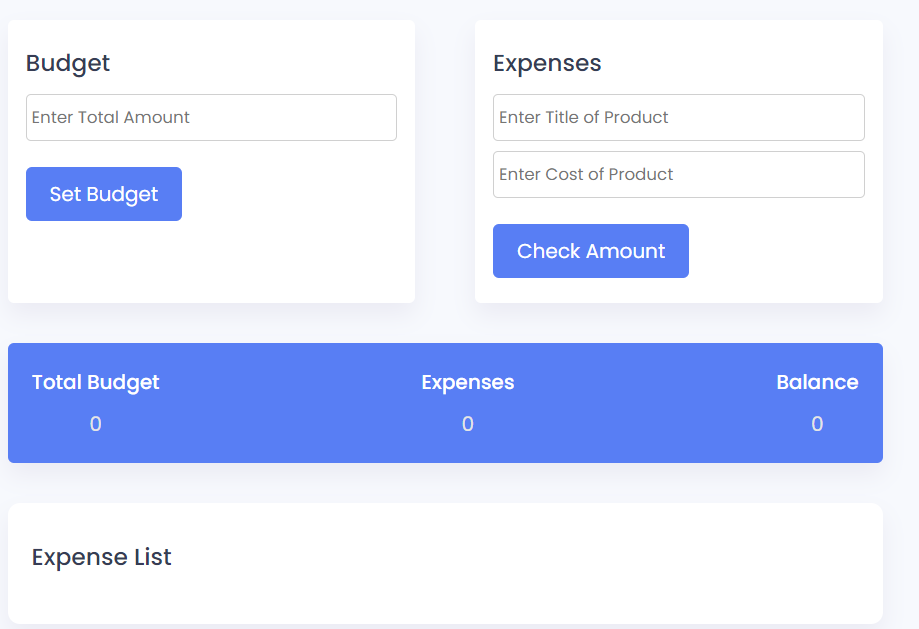 Budget
Enter Total Amount
Set Budget
Expenses
Enter Title of Product
Enter Cost of Product
Check Amount
Total Budget
0
Expenses
0
Balance
0
Expense List